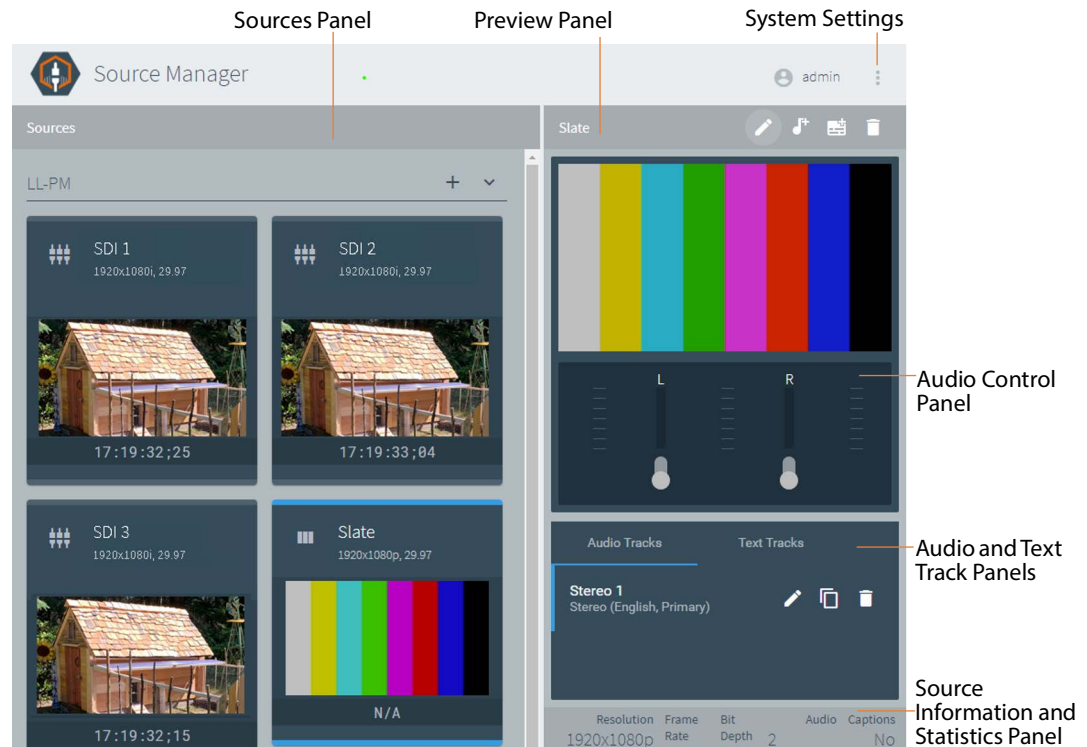 Sources Panel
Preview Panel
System Settings
Source Manager
admin
Sources
Slate
LL-PM
SDI 1
1920x1080i, 29.97
17:19:32;25
SDI 2
1920x1080i, 29.97
17:19:33;04
SDI 3
1920x1080i, 29.97
17:19:32;15
Slate
1920x1080p, 29.97
N/A
L
R
Audio Control
Panel
Audio Tracks
Text Tracks
Stereo 1
Stereo (English, Primary)
Audio and Text
Track Panels
Resolution
1920x1080p
Frame
Rate
Bit
Depth
Audio
2
Captions
No
Source
Information and
Statistics Panel